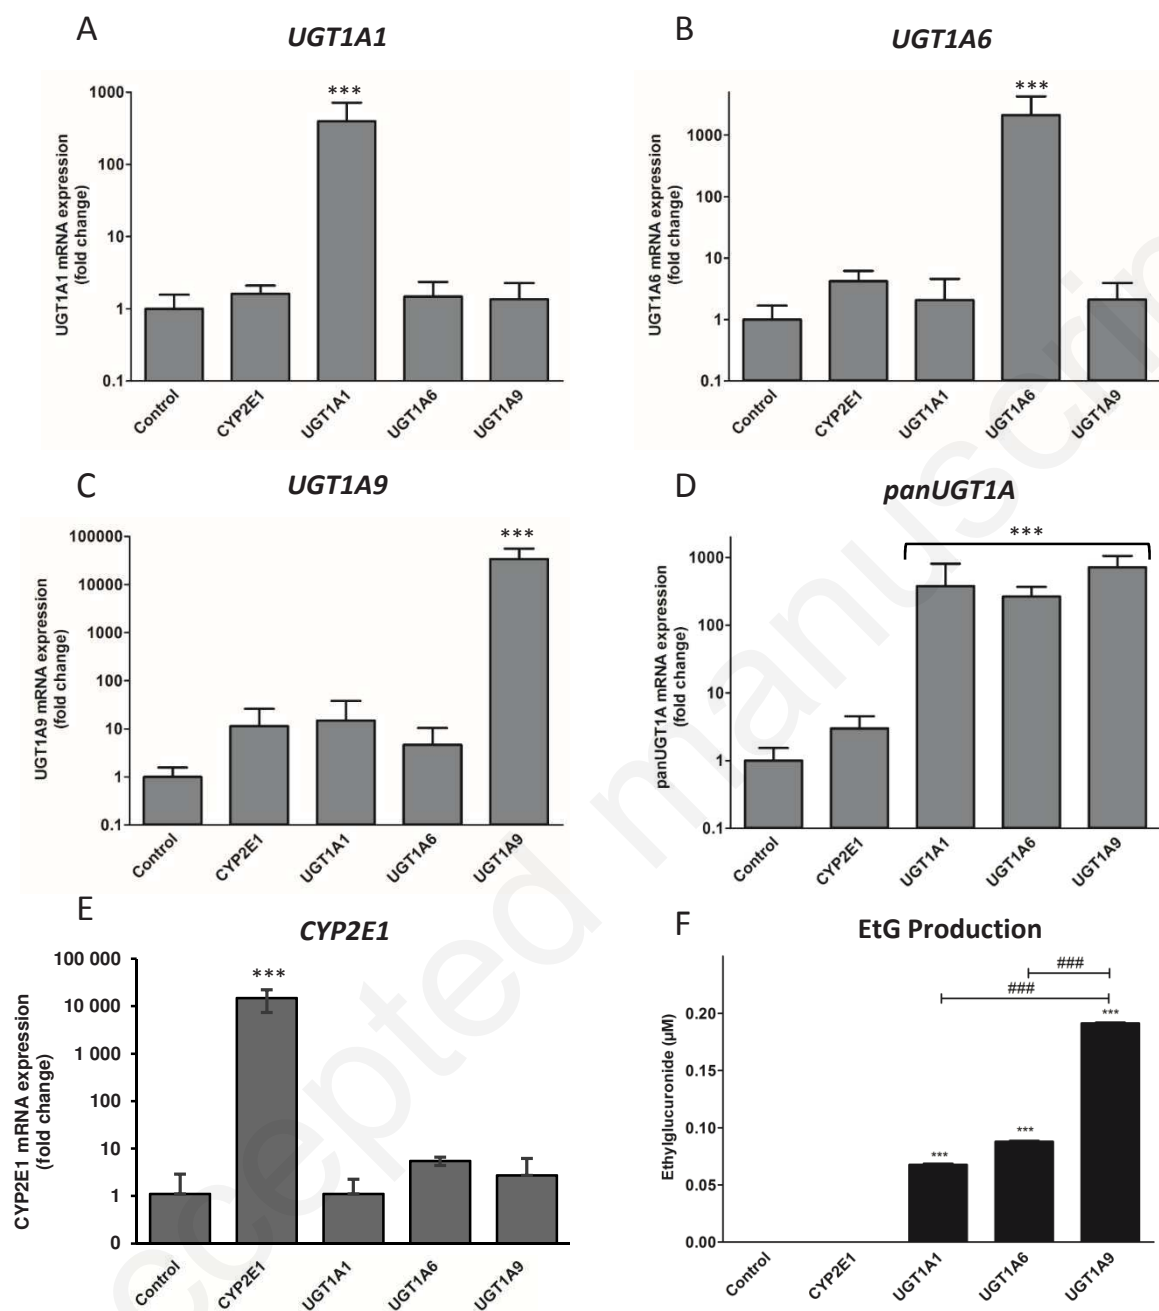 A
UGT1A1
UGT1A1 mRNA expression
(fold change)
1000
100
10
1
0.1
***
Control
CYP2E1
UGT1A1
UGT1A6
UGT1A9
B
UGT1A6
UGT1A6 mRNA expression
(fold change)
1000
100
10
1
0.1
***
Control
CYP2E1
UGT1A1
UGT1A6
UGT1A9
C
UGT1A9
UGT1A9 mRNA expression
(fold change)
100000
10000
1000
100
10
1
0.1
***
Control
CYP2E1
UGT1A1
UGT1A6
UGT1A9
D
panUGT1A
panUGT1A mRNA expression
(fold change)
1000
100
10
1
0.1
***
Control
CYP2E1
UGT1A1
UGT1A6
UGT1A9
E
CYP2E1
CYP2E1 mRNA expression
(fold change)
100 000
10 000
1 000
100
10
1
0
***
Control
CYP2E1
UGT1A1
UGT1A6
UGT1A9
F
EtG Production
Ethylglucuronide (µM)
0.20
0.15
0.10
0.05
0.00
###
###
***
***
***
Control
CYP2E1
UGT1A1
UGT1A6
UGT1A9
ccepted manuscrip